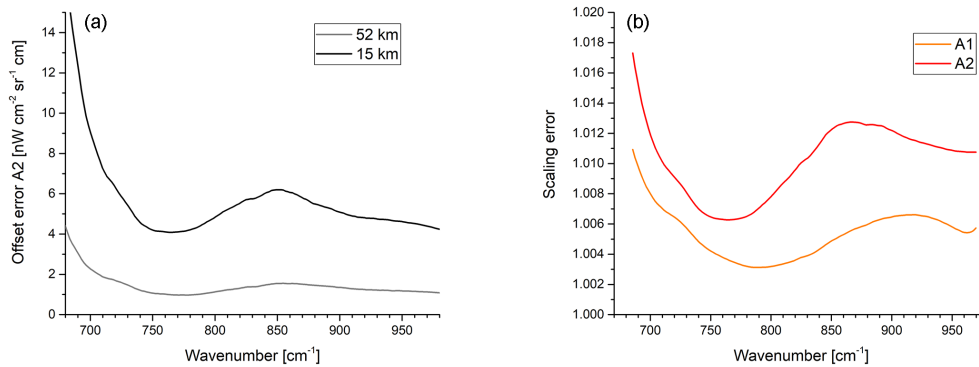 (a)
52 km
15 km
Offset error A2 [nW cm⁻² sr⁻¹ cm]
14
12
10
8
6
4
2
0
700 750 800 850 900 950
Wavenumber [cm⁻¹]
(b)
A1
A2
Scaling error
1.020
1.018
1.016
1.014
1.012
1.010
1.008
1.006
1.004
1.002
1.000
700 750 800 850 900 950
Wavenumber [cm⁻¹]